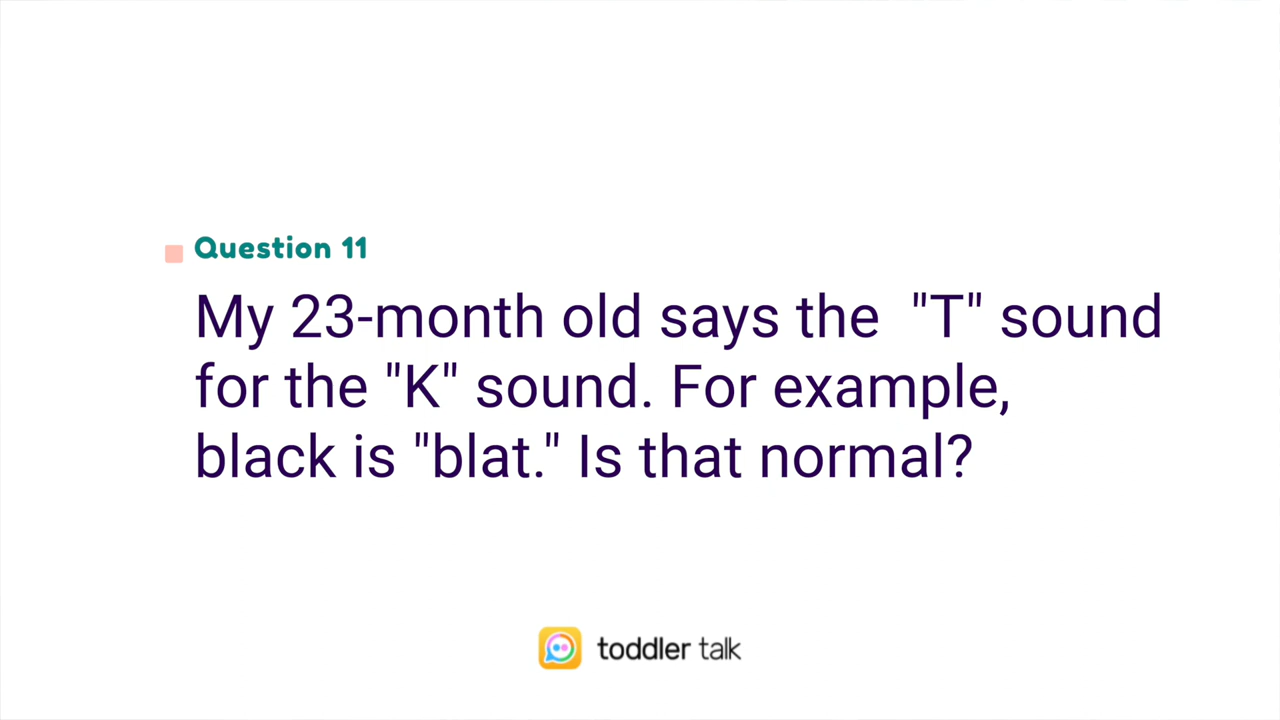 Question 11
My 23-month old says the "T" sound
for the "K" sound. For example,
black is "blat." Is that normal?
toddler talk